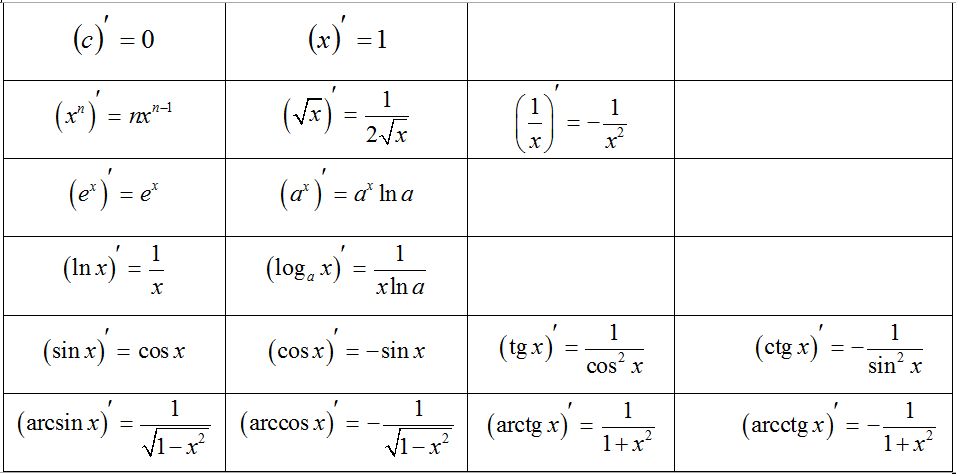 (c)′ = 0 (x)′ = 1
(xⁿ)′ = nxⁿ⁻¹ (√x)′ = 1/(2√x) (1/x)′ = −1/x²
(eˣ)′ = eˣ (aˣ)′ = aˣ ln a
(ln x)′ = 1/x (logₐ x)′ = 1/(x ln a)
(sin x)′ = cos x (cos x)′ = −sin x (tg x)′ = 1/cos² x (ctg x)′ = −1/sin² x
(arcsin x)′ = 1/√(1−x²) (arccos x)′ = −1/√(1−x²) (arctg x)′ = 1/(1+x²) (arcctg x)′ = −1/(1+x²)